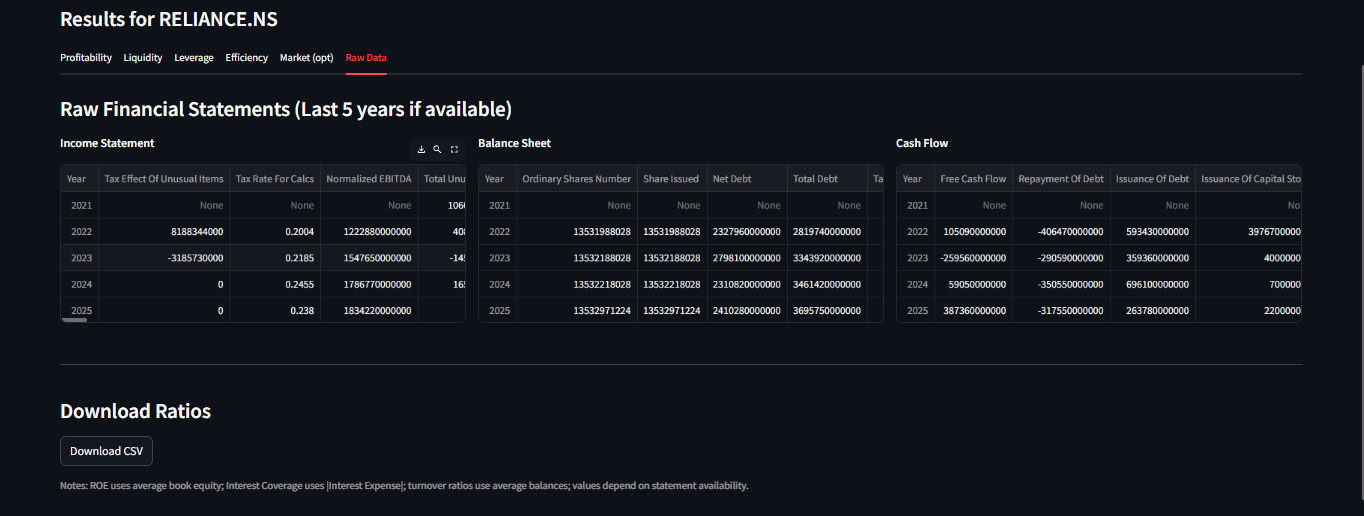 Results for RELIANCE.NS
Profitability Liquidity Leverage Efficiency Market (opt) Raw Data
Raw Financial Statements (Last 5 years if available)
Income Statement
Year Tax Effect Of Unusual Items Tax Rate For Calcs Normalized EBITDA Total Unu
2021 None None None 106
2022 8188344000 0.2004 1222880000000 40
2023 -3185730000 0.2185 1547650000000 -14
2024 0 0.2455 1786770000000 16
2025 0 0.238 1834220000000
Balance Sheet
Year Ordinary Shares Number Share Issued Net Debt Total Debt Ta
2021 None None None None
2022 13531988028 13531988028 2327960000000 2819740000000
2023 13532188028 13532188028 2798100000000 3343920000000
2024 13532218028 13532218028 2310820000000 3461420000000
2025 13532971224 13532971224 2410280000000 3695750000000
Cash Flow
Year Free Cash Flow Repayment Of Debt Issuance Of Debt Issuance Of Capital Sto
2021 None None None No
2022 105090000000 -406470000000 593430000000 3976700000
2023 -259560000000 -290590000000 359360000000 4000000
2024 59050000000 -350550000000 696100000000 700000
2025 387360000000 -317550000000 263780000000 2200000
Download Ratios
Download CSV
Notes: ROE uses average book equity; Interest Coverage uses |Interest Expense|; turnover ratios use average balances; values depend on statement availability.